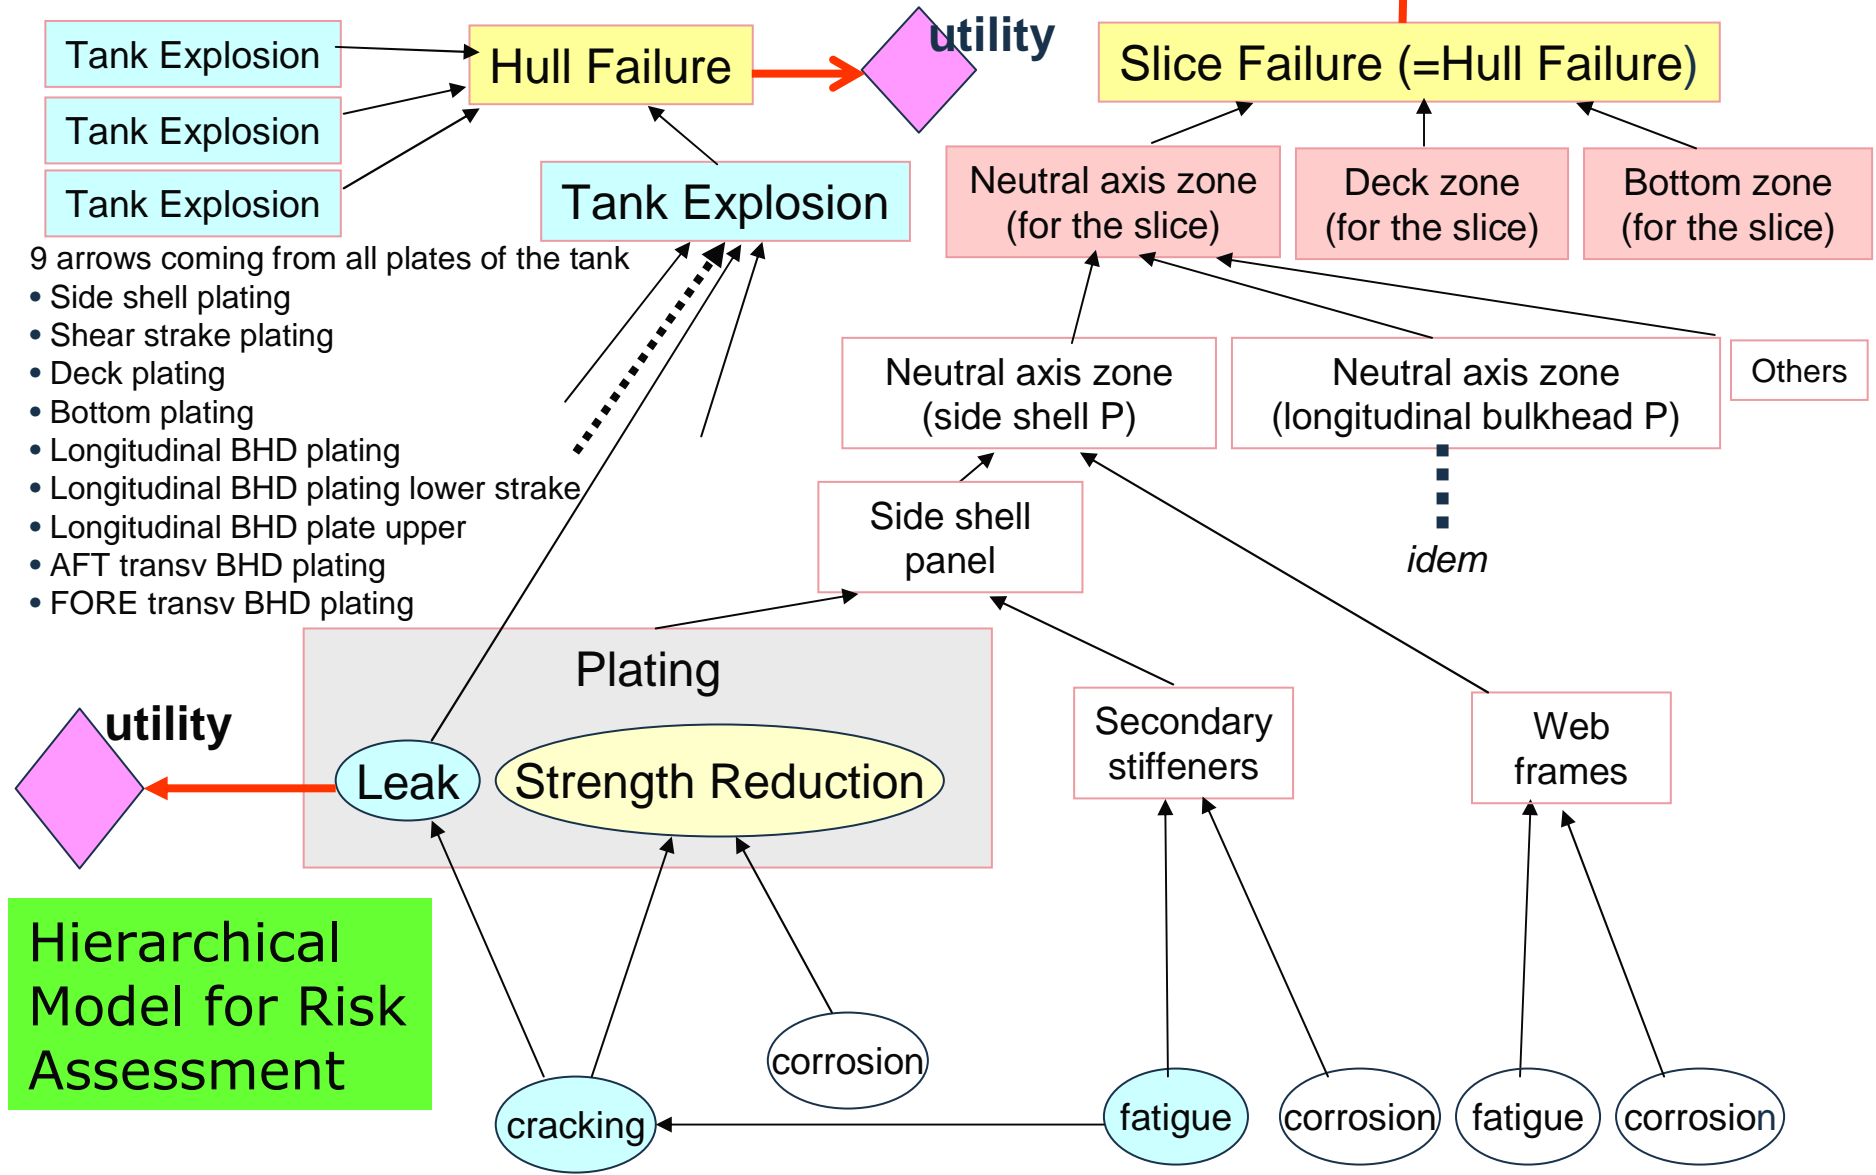 Tank Explosion
Hull Failure
utility
Slice Failure (=Hull Failure)
Tank Explosion
Tank Explosion
Tank Explosion
Neutral axis zone
(for the slice)
Deck zone
(for the slice)
Bottom zone
(for the slice)
9 arrows coming from all plates of the tank
• Side shell plating
• Shear strake plating
• Deck plating
• Bottom plating
• Longitudinal BHD plating
• Longitudinal BHD plating lower strake
• Longitudinal BHD plate upper
• AFT transv BHD plating
• FORE transv BHD plating
Neutral axis zone
(side shell P)
Neutral axis zone
(longitudinal bulkhead P)
Others
Side shell
panel
idem
Plating
utility
Leak
Strength Reduction
Secondary
stiffeners
Web
frames
Hierarchical
Model for Risk
Assessment
corrosion
cracking
fatigue
corrosion
fatigue
corrosion